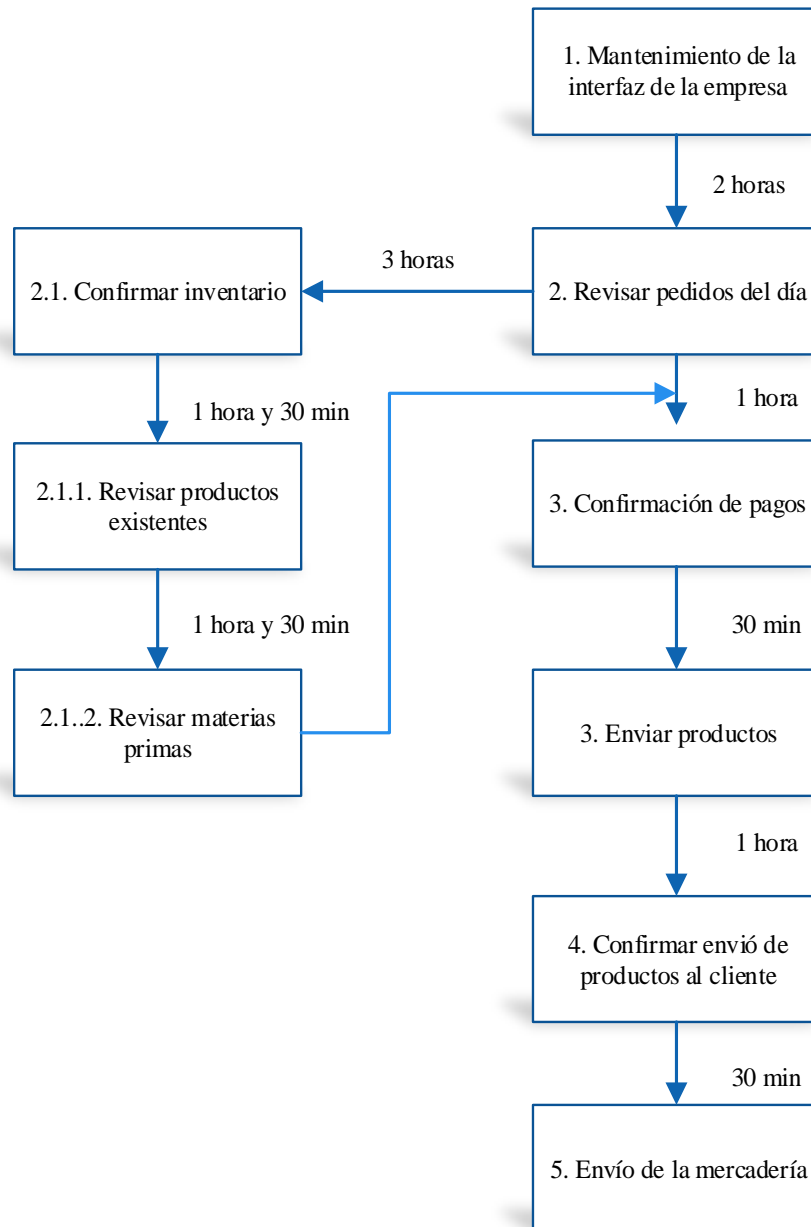 1. Mantenimiento de la
interfaz de la empresa
2 horas
3 horas
2.1. Confirmar inventario
2. Revisar pedidos del día
1 hora y 30 min
1 hora
2.1.1. Revisar productos
existentes
3. Confirmación de pagos
1 hora y 30 min
30 min
2.1..2. Revisar materias
primas
3. Enviar productos
1 hora
4. Confirmar envió de
productos al cliente
30 min
5. Envío de la mercadería